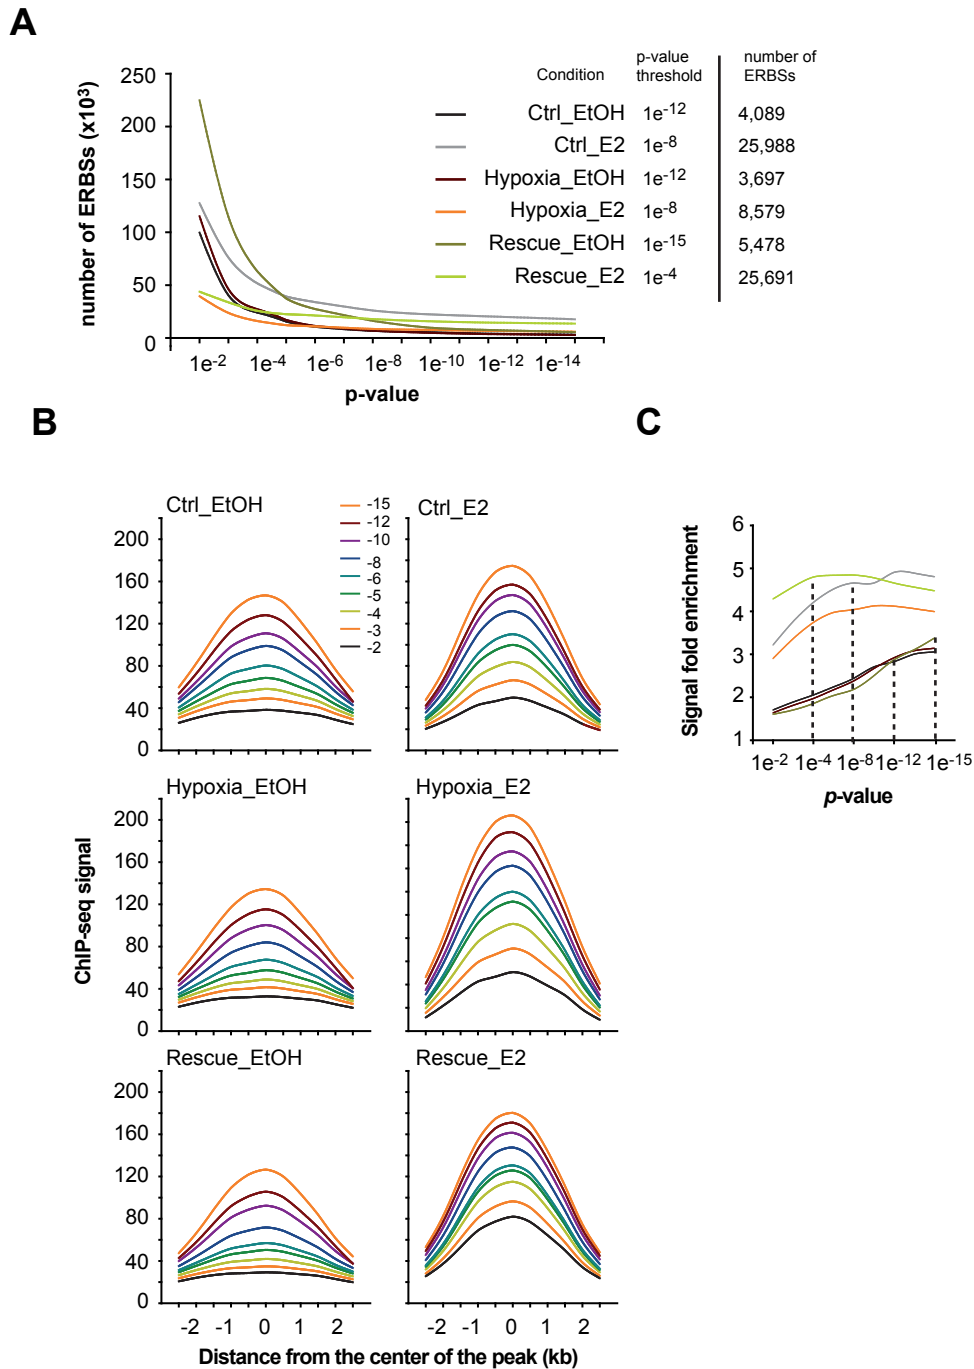 A
number of ERBSs (x10³)
250
200
150
100
50
0
1e-2 1e-4 1e-6 1e-8 1e-10 1e-12 1e-14
p-value
Condition p-value threshold number of ERBSs
Ctrl_EtOH 1e-12 4,089
Ctrl_E2 1e-8 25,988
Hypoxia_EtOH 1e-12 3,697
Hypoxia_E2 1e-8 8,579
Rescue_EtOH 1e-15 5,478
Rescue_E2 1e-4 25,691
B
ChIP-seq signal
Ctrl_EtOH
220
180
140
100
60
40
0
-15
-12
-10
-8
-6
-5
-4
-3
-2
Ctrl_E2
Hypoxia_EtOH
200
160
120
80
40
0
Hypoxia_E2
Rescue_EtOH
200
160
120
80
40
0
Rescue_E2
-2 -1 0 1 2
-2 -1 0 1 2
Distance from the center of the peak (kb)
C
Signal fold enrichment
6
5
4
3
2
1
1e-2 1e-4 1e-8 1e-12 1e-15
p-value